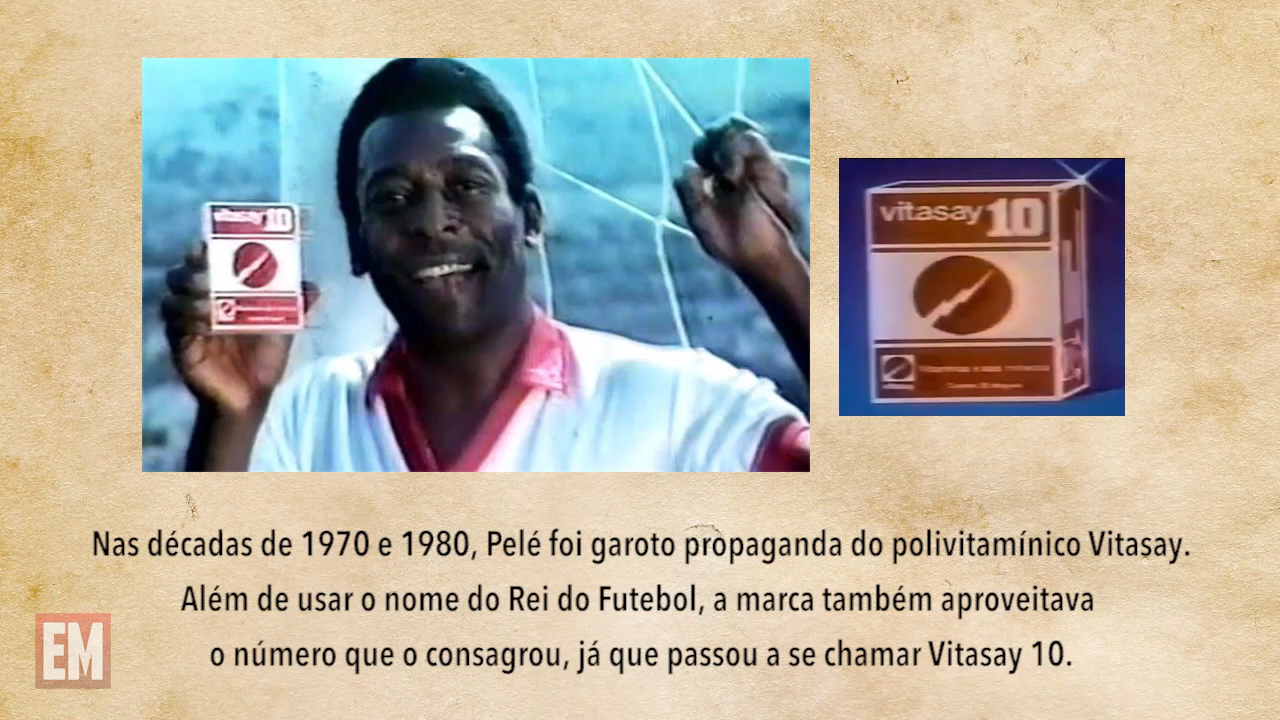 vitasay 10
vitasay 10
Nas décadas de 1970 e 1980, Pelé foi garoto propaganda do polivitamínico Vitasay.
Além de usar o nome do Rei do Futebol, a marca também aproveitava
o número que o consagrou, já que passou a se chamar Vitasay 10.
EM